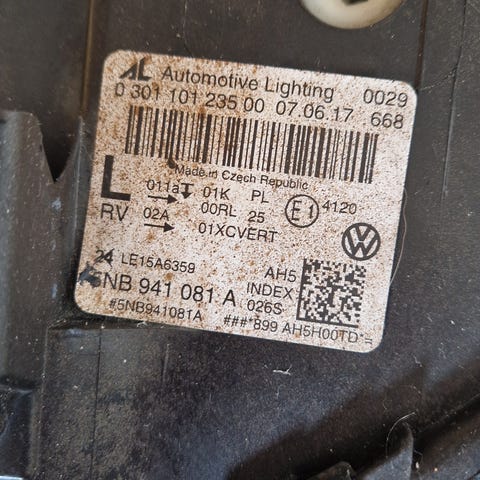 AL Automotive Lighting 0029
0 301 101 235 00 07.06.17 668
Made in Czech Republic
L 011a 01K PL E1 4120
RV 02A 00RL 25
01XCVERT
24 LE15A6359 AH5
5NB 941 081 A INDEX
026S
#5NB941081A ###*899 AH5H00TD*